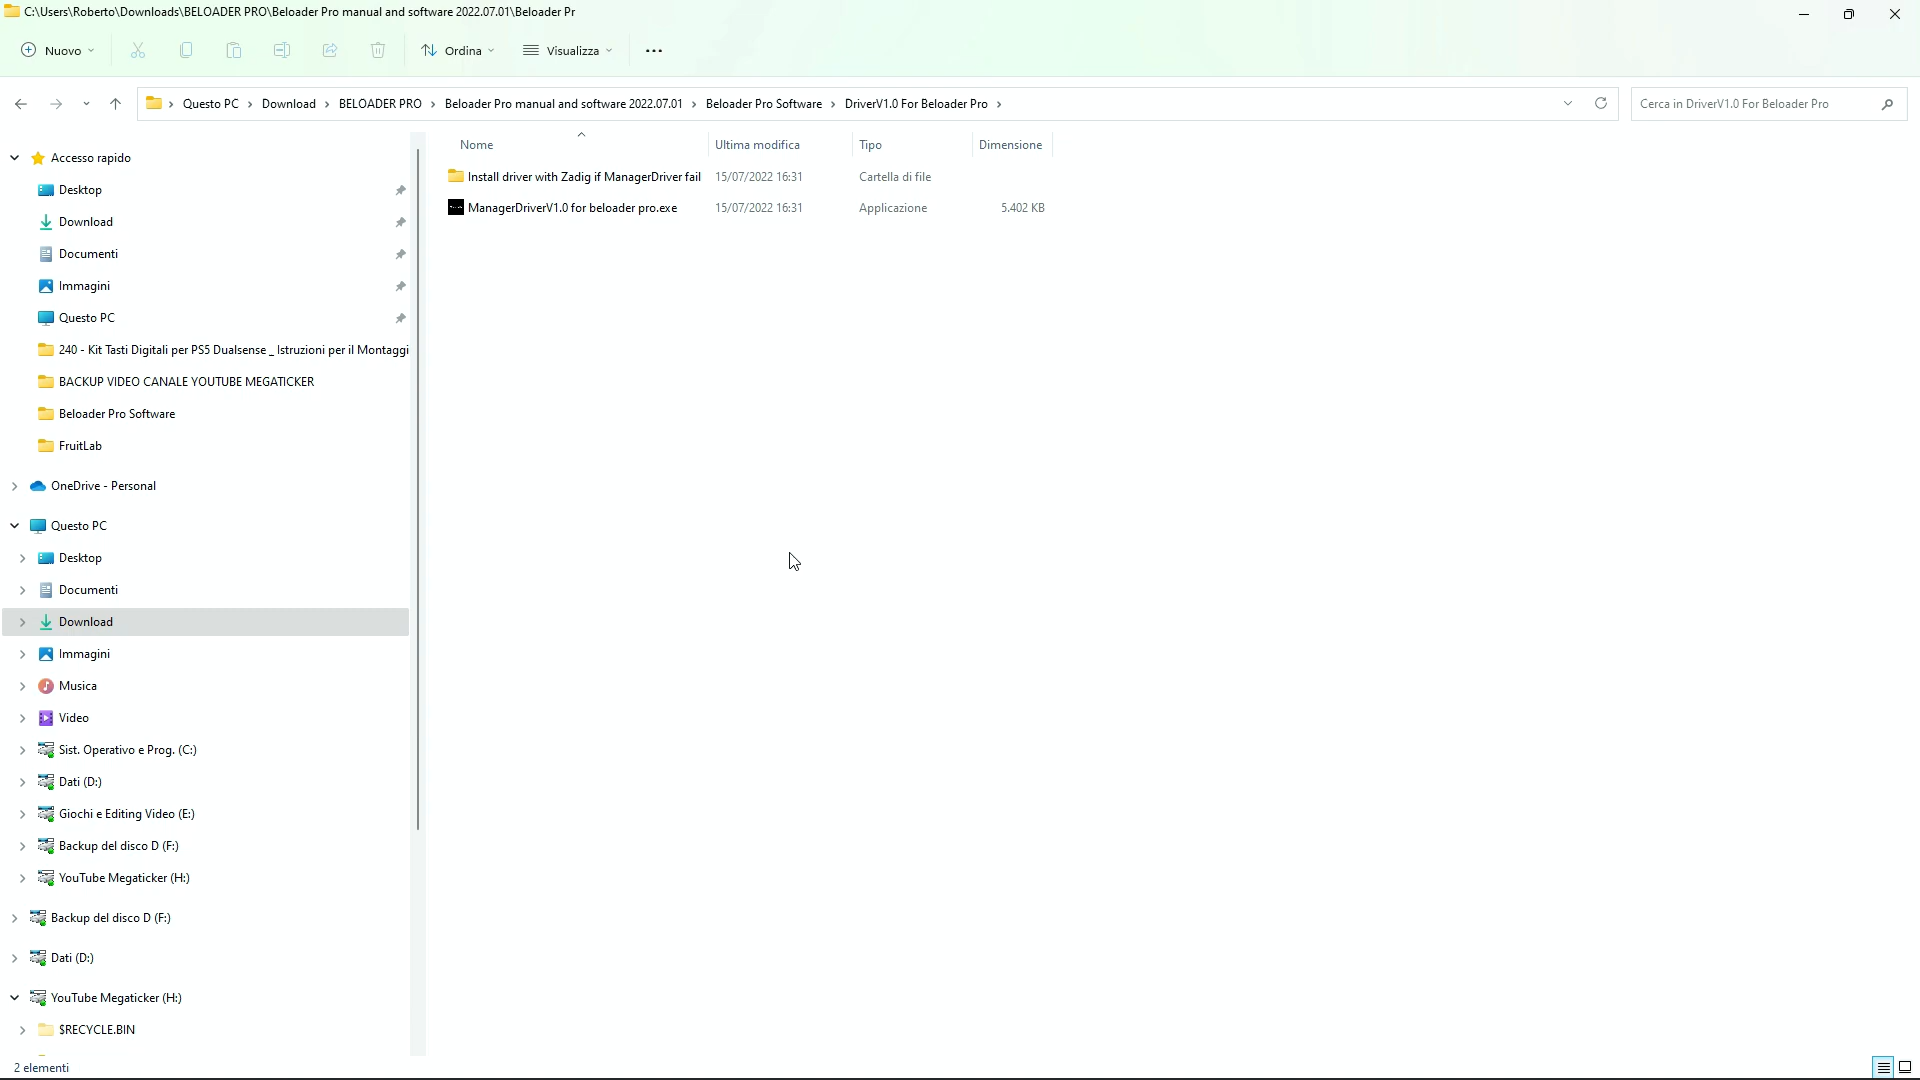 C:\Users\Roberto\Downloads\BELOADER PRO\Beloader Pro manual and software 2022.07.01\Beloader Pr
Nuovo
Ordina
Visualizza
Questo PC > Download > BELOADER PRO > Beloader Pro manual and software 2022.07.01 > Beloader Pro Software > DriverV1.0 For Beloader Pro >
Cerca in DriverV1.0 For Beloader Pro
Nome Ultima modifica Tipo Dimensione
Install driver with Zadig if ManagerDriver fail 15/07/2022 16:31 Cartella di file
ManagerDriverV1.0 for beloader pro.exe 15/07/2022 16:31 Applicazione 5.402 KB
Accesso rapido
Desktop
Download
Documenti
Immagini
Questo PC
240 - Kit Tasti Digitali per PS5 Dualsense _ Istruzioni per il Montaggi
BACKUP VIDEO CANALE YOUTUBE MEGATICKER
Beloader Pro Software
FruitLab
OneDrive - Personal
Questo PC
Desktop
Documenti
Download
Immagini
Musica
Video
Sist. Operativo e Prog. (C:)
Dati (D:)
Giochi e Editing Video (E:)
Backup del disco D (F:)
YouTube Megaticker (H:)
Backup del disco D (F:)
Dati (D:)
YouTube Megaticker (H:)
$RECYCLE.BIN
2 elementi